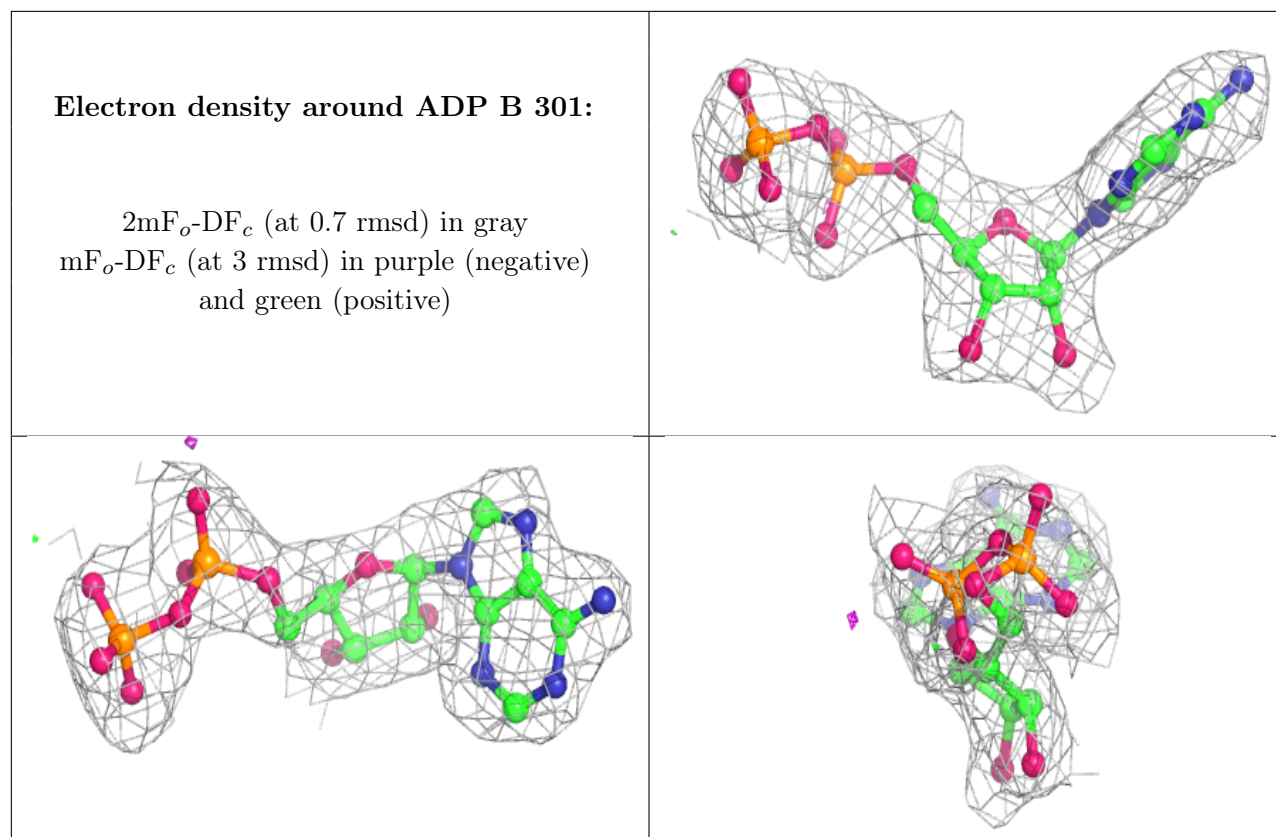 Electron density around ADP B 301:
2mFo-DFc (at 0.7 rmsd) in gray
mFo-DFc (at 3 rmsd) in purple (negative)
and green (positive)